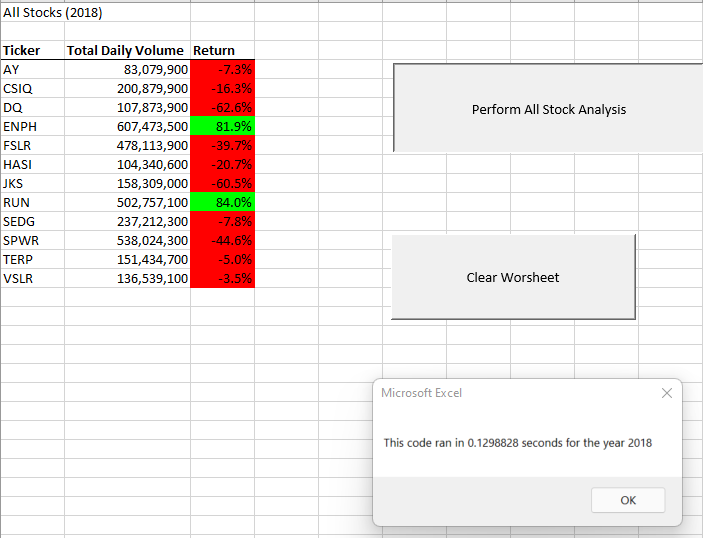 All Stocks (2018)
Ticker Total Daily Volume Return
AY 83,079,900 -7.3%
CSIQ 200,879,900 -16.3%
DQ 107,873,900 -62.6%
ENPH 607,473,500 81.9%
FSLR 478,113,900 -39.7%
HASI 104,340,600 -20.7%
JKS 158,309,000 -60.5%
RUN 502,757,100 84.0%
SEDG 237,212,300 -7.8%
SPWR 538,024,300 -44.6%
TERP 151,434,700 -5.0%
VSLR 136,539,100 -3.5%
Perform All Stock Analysis
Clear Worsheet
Microsoft Excel
This code ran in 0.1298828 seconds for the year 2018
OK